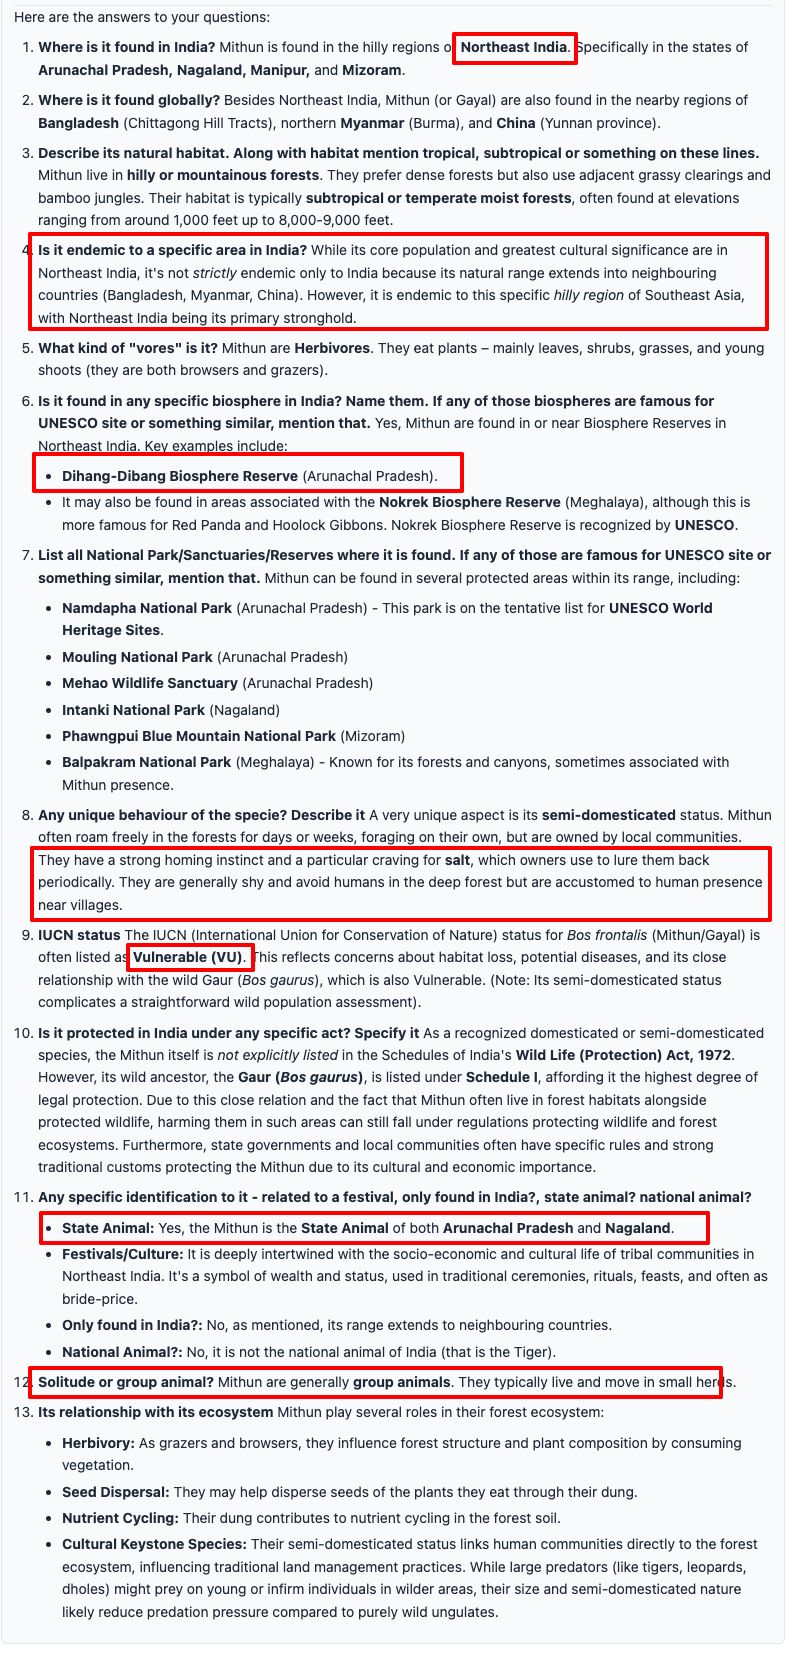 Here are the answers to your questions:
1. Where is it found in India? Mithun is found in the hilly regions o Northeast India. Specifically in the states of
Arunachal Pradesh, Nagaland, Manipur, and Mizoram.
2. Where is it found globally? Besides Northeast India, Mithun (or Gayal) are also found in the nearby regions of
Bangladesh (Chittagong Hill Tracts), northern Myanmar (Burma), and China (Yunnan province).
3. Describe its natural habitat. Along with habitat mention tropical, subtropical or something on these lines.
Mithun live in hilly or mountainous forests. They prefer dense forests but also use adjacent grassy clearings and
bamboo jungles. Their habitat is typically subtropical or temperate moist forests, often found at elevations
ranging from around 1,000 feet up to 8,000-9,000 feet.
4. Is it endemic to a specific area in India? While its core population and greatest cultural significance are in
Northeast India, it's not strictly endemic only to India because its natural range extends into neighbouring
countries (Bangladesh, Myanmar, China). However, it is endemic to this specific hilly region of Southeast Asia,
with Northeast India being its primary stronghold.
5. What kind of "vores" is it? Mithun are Herbivores. They eat plants – mainly leaves, shrubs, grasses, and young
shoots (they are both browsers and grazers).
6. Is it found in any specific biosphere in India? Name them. If any of those biospheres are famous for
UNESCO site or something similar, mention that. Yes, Mithun are found in or near Biosphere Reserves in
Northeast India. Key examples include:
• Dihang-Dibang Biosphere Reserve (Arunachal Pradesh).
• It may also be found in areas associated with the Nokrek Biosphere Reserve (Meghalaya), although this is
more famous for Red Panda and Hoolock Gibbons. Nokrek Biosphere Reserve is recognized by UNESCO.
7. List all National Park/Sanctuaries/Reserves where it is found. If any of those are famous for UNESCO site or
something similar, mention that. Mithun can be found in several protected areas within its range, including:
• Namdapha National Park (Arunachal Pradesh) - This park is on the tentative list for UNESCO World
Heritage Sites.
• Mouling National Park (Arunachal Pradesh)
• Mehao Wildlife Sanctuary (Arunachal Pradesh)
• Intanki National Park (Nagaland)
• Phawngpui Blue Mountain National Park (Mizoram)
• Balpakram National Park (Meghalaya) - Known for its forests and canyons, sometimes associated with
Mithun presence.
8. Any unique behaviour of the specie? Describe it A very unique aspect is its semi-domesticated status. Mithun
often roam freely in the forests for days or weeks, foraging on their own, but are owned by local communities.
They have a strong homing instinct and a particular craving for salt, which owners use to lure them back
periodically. They are generally shy and avoid humans in the deep forest but are accustomed to human presence
near villages.
9. IUCN status The IUCN (International Union for Conservation of Nature) status for Bos frontalis (Mithun/Gayal) is
often listed as Vulnerable (VU). This reflects concerns about habitat loss, potential diseases, and its close
relationship with the wild Gaur (Bos gaurus), which is also Vulnerable. (Note: Its semi-domesticated status
complicates a straightforward wild population assessment).
10. Is it protected in India under any specific act? Specify it As a recognized domesticated or semi-domesticated
species, the Mithun itself is not explicitly listed in the Schedules of India's Wild Life (Protection) Act, 1972.
However, its wild ancestor, the Gaur (Bos gaurus), is listed under Schedule I, affording it the highest degree of
legal protection. Due to this close relation and the fact that Mithun often live in forest habitats alongside
protected wildlife, harming them in such areas can still fall under regulations protecting wildlife and forest
ecosystems. Furthermore, state governments and local communities often have specific rules and strong
traditional customs protecting the Mithun due to its cultural and economic importance.
11. Any specific identification to it - related to a festival, only found in India?, state animal? national animal?
• State Animal: Yes, the Mithun is the State Animal of both Arunachal Pradesh and Nagaland.
• Festivals/Culture: It is deeply intertwined with the socio-economic and cultural life of tribal communities in
Northeast India. It's a symbol of wealth and status, used in traditional ceremonies, rituals, feasts, and often as
bride-price.
• Only found in India?: No, as mentioned, its range extends to neighbouring countries.
• National Animal?: No, it is not the national animal of India (that is the Tiger).
12. Solitude or group animal? Mithun are generally group animals. They typically live and move in small herds.
13. Its relationship with its ecosystem Mithun play several roles in their forest ecosystem:
• Herbivory: As grazers and browsers, they influence forest structure and plant composition by consuming
vegetation.
• Seed Dispersal: They may help disperse seeds of the plants they eat through their dung.
• Nutrient Cycling: Their dung contributes to nutrient cycling in the forest soil.
• Cultural Keystone Species: Their semi-domesticated status links human communities directly to the forest
ecosystem, influencing traditional land management practices. While large predators (like tigers, leopards,
dholes) might prey on young or infirm individuals in wilder areas, their size and semi-domesticated nature
likely reduce predation pressure compared to purely wild ungulates.